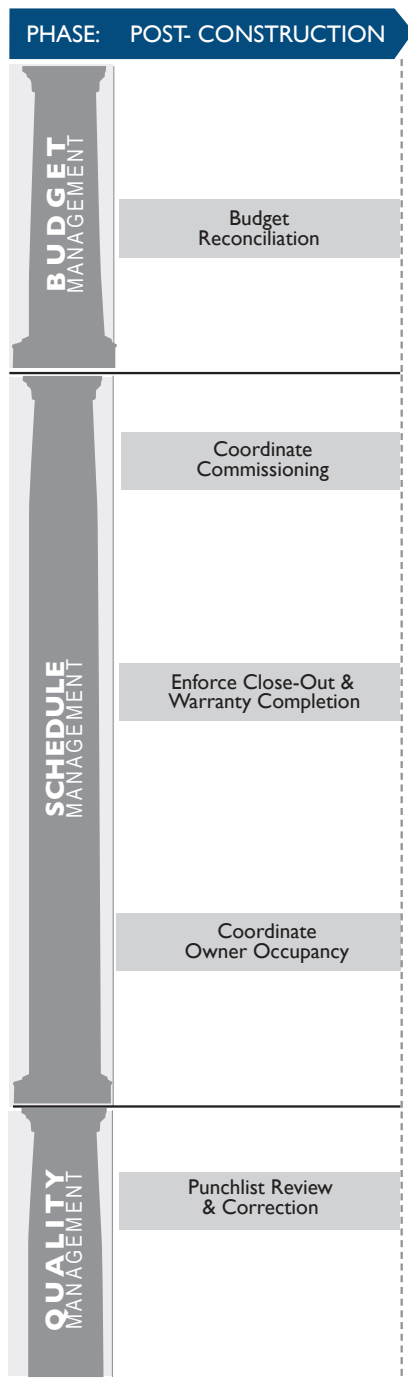 PHASE: POST- CONSTRUCTION
BUDGET
MANAGEMENT
Budget
Reconciliation
SCHEDULE
MANAGEMENT
Coordinate
Commissioning
Enforce Close-Out &
Warranty Completion
Coordinate
Owner Occupancy
QUALITY
MANAGEMENT
Punchlist Review
& Correction